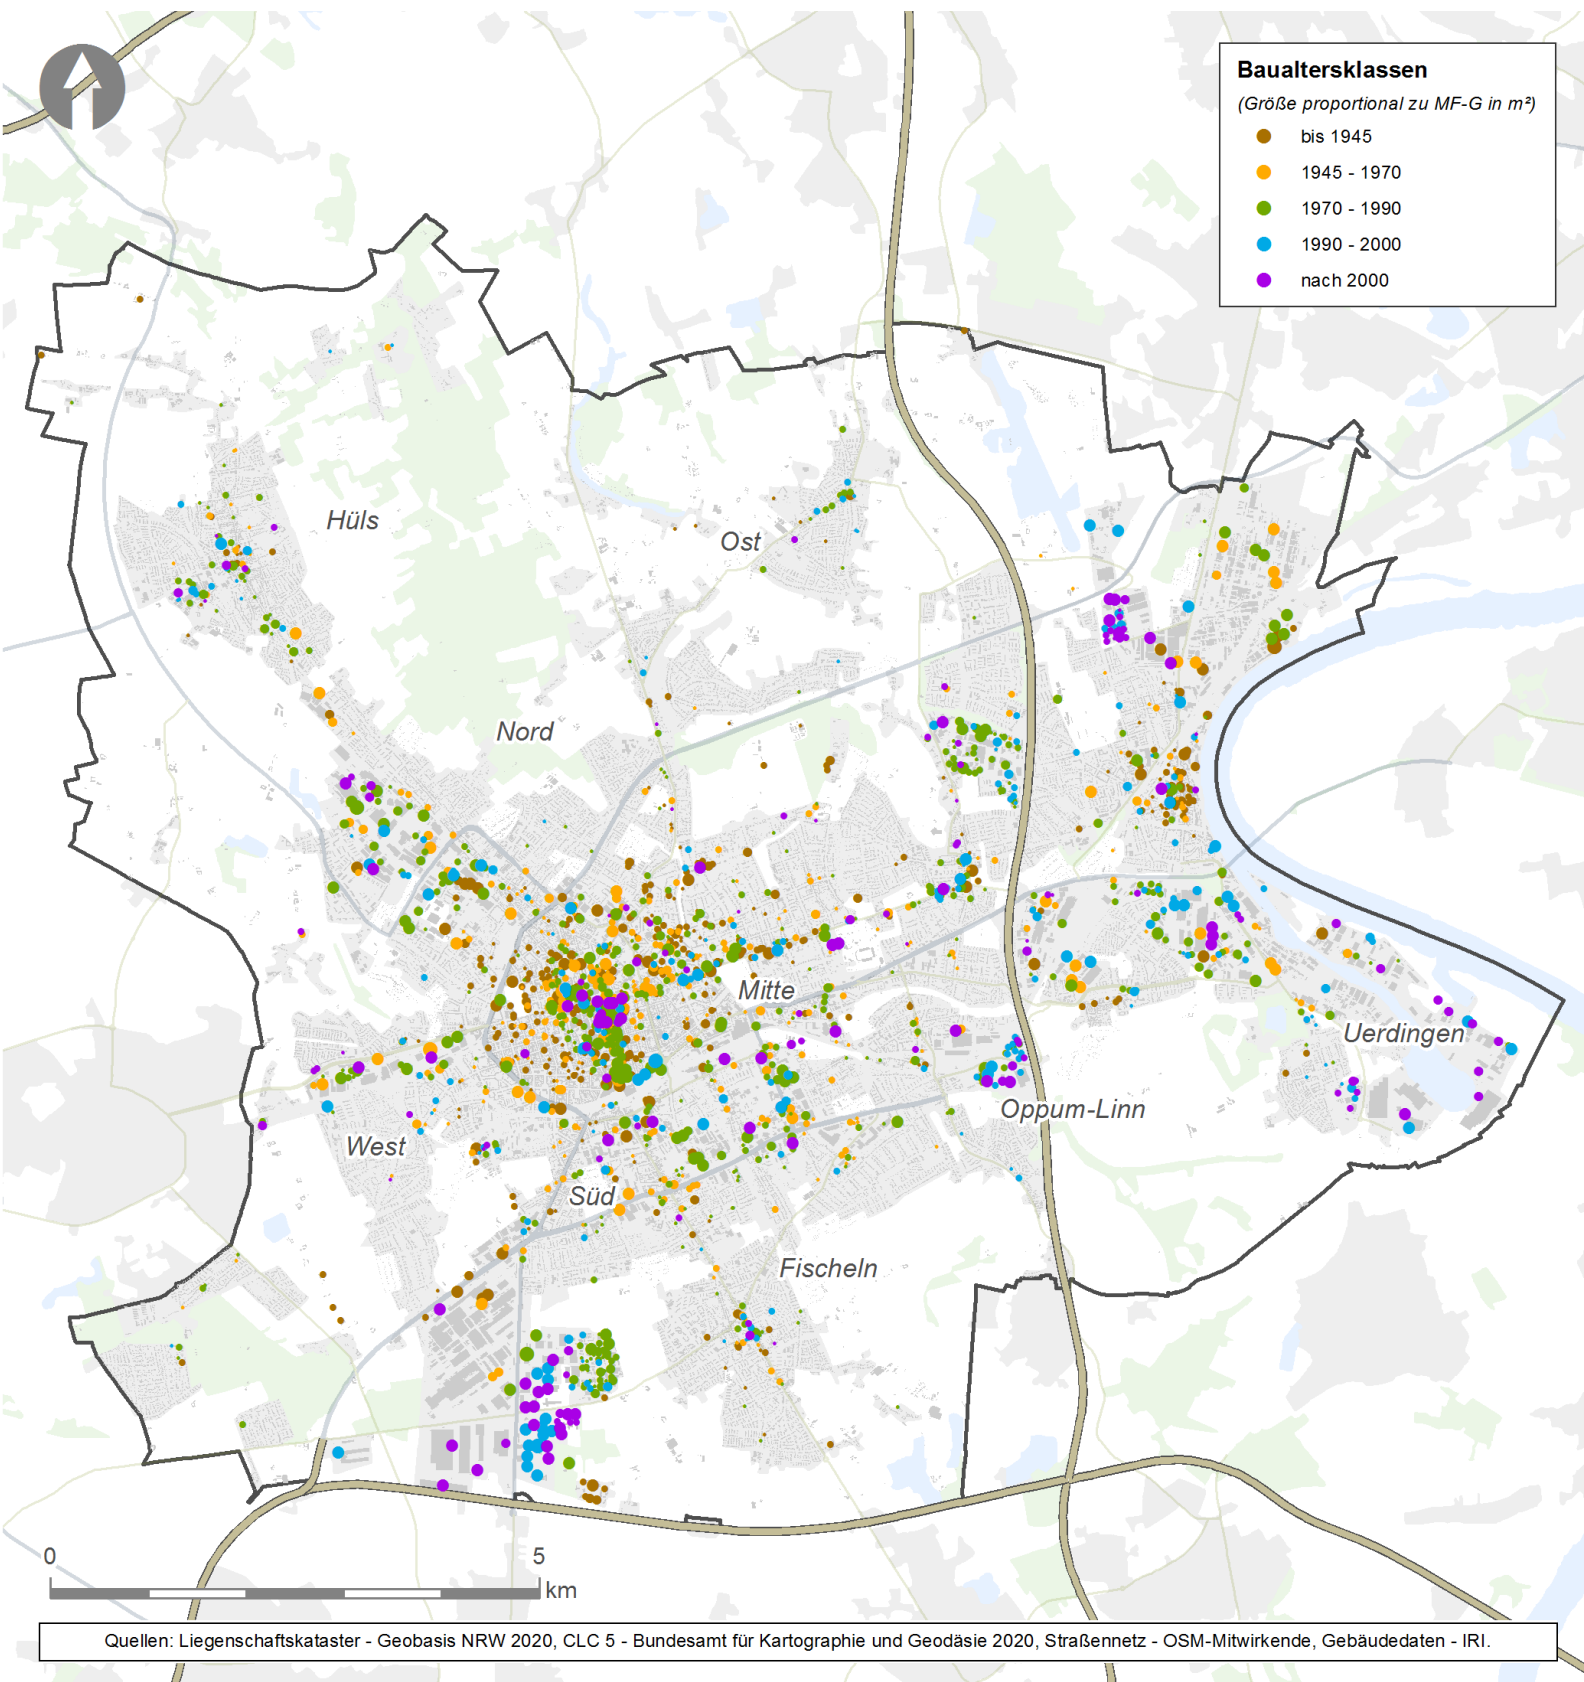 Baualtersklassen
(Größe proportional zu MF-G in m²)
bis 1945
1945 - 1970
1970 - 1990
1990 - 2000
nach 2000
Hüls
Ost
Nord
Mitte
Uerdingen
Oppum-Linn
West
Süd
Fischeln
0 5
km
Quellen: Liegenschaftskataster - Geobasis NRW 2020, CLC 5 - Bundesamt für Kartographie und Geodäsie 2020, Straßennetz - OSM-Mitwirkende, Gebäudedaten - IRI.